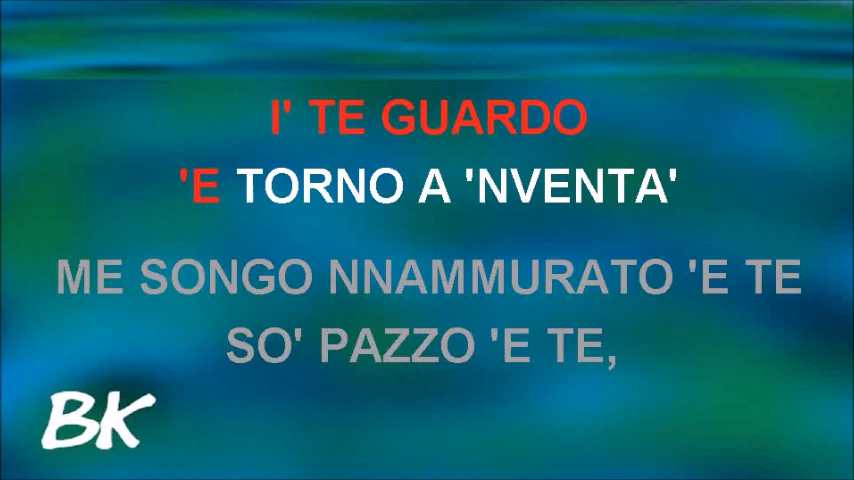 I' TE GUARDO
'E TORNO A 'NVENTA'
ME SONGO NNAMMURATO 'E TE
SO' PAZZO 'E TE,
BK